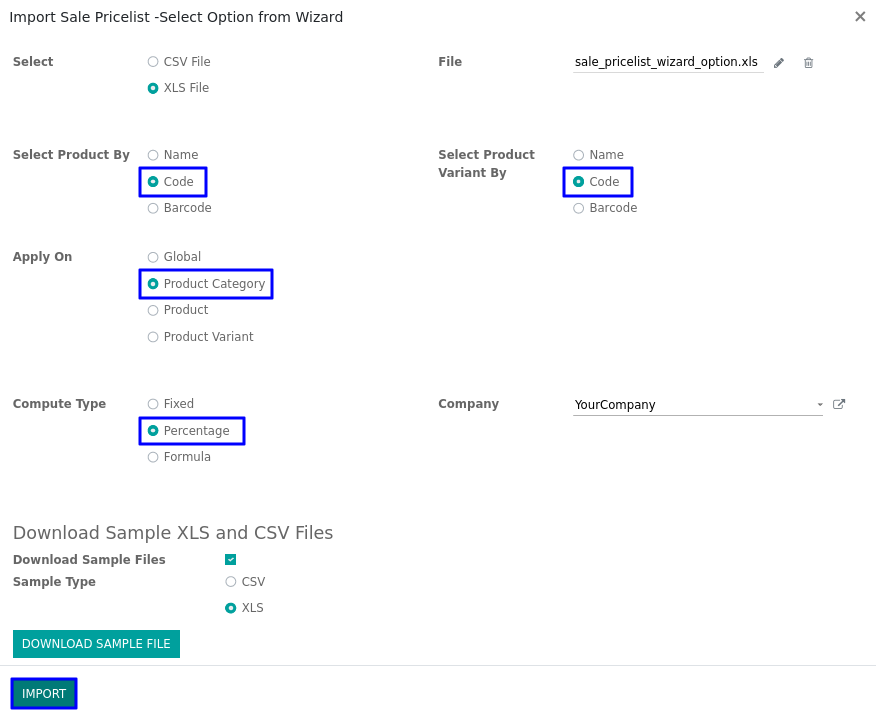 Import Sale Pricelist -Select Option from Wizard
Select
CSV File
XLS File
File
sale_pricelist_wizard_option.xls
Select Product By
Name
Code
Barcode
Select Product
Variant By
Name
Code
Barcode
Apply On
Global
Product Category
Product
Product Variant
Compute Type
Fixed
Percentage
Formula
Company
YourCompany
Download Sample XLS and CSV Files
Download Sample Files
Sample Type
CSV
XLS
DOWNLOAD SAMPLE FILE
IMPORT